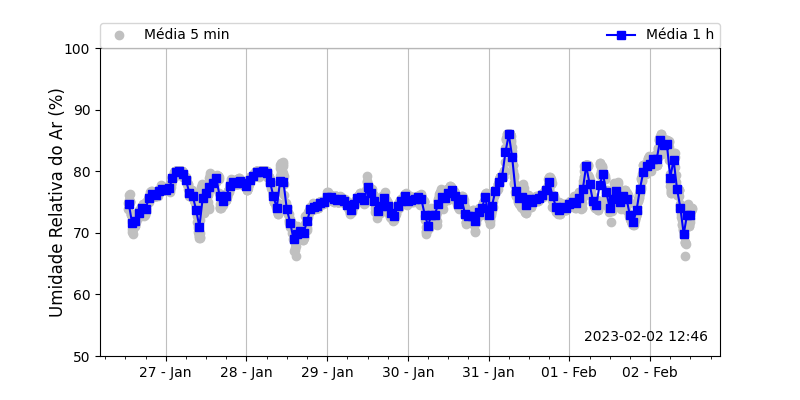 Média 5 min Média 1 h
100
90
80
70
60
50
Umidade Relativa do Ar (%)
2023-02-02 12:46
27 - Jan 28 - Jan 29 - Jan 30 - Jan 31 - Jan 01 - Feb 02 - Feb